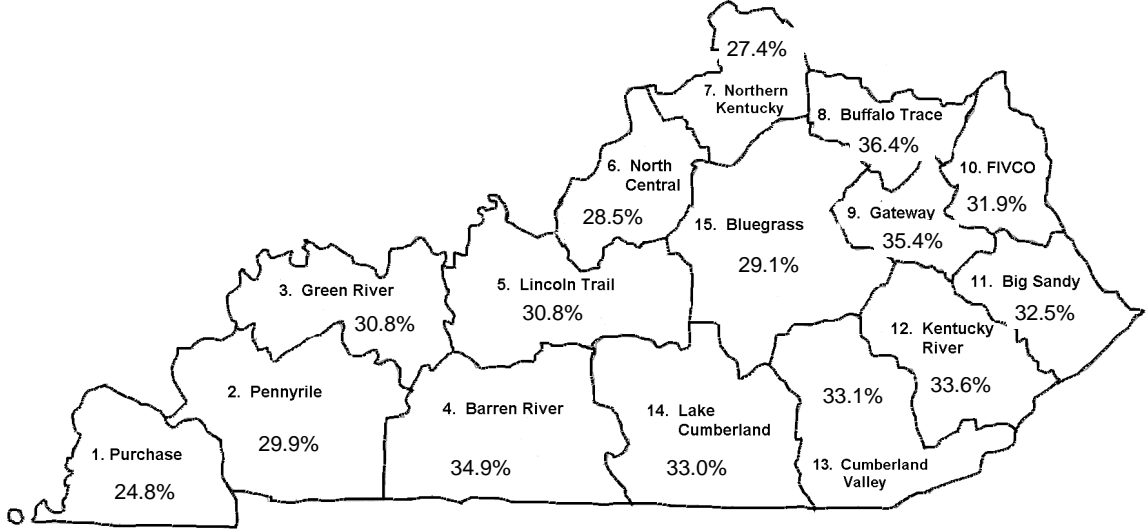 27.4%
7. Northern
Kentucky
8. Buffalo Trace
36.4%
6. North
Central
28.5%
10. FIVCO
31.9%
9. Gateway
35.4%
15. Bluegrass
29.1%
11. Big Sandy
32.5%
5. Lincoln Trail
30.8%
3. Green River
30.8%
12. Kentucky
River
33.6%
2. Pennyrile
29.9%
33.1%
13. Cumberland
Valley
4. Barren River
34.9%
14. Lake
Cumberland
33.0%
1. Purchase
24.8%